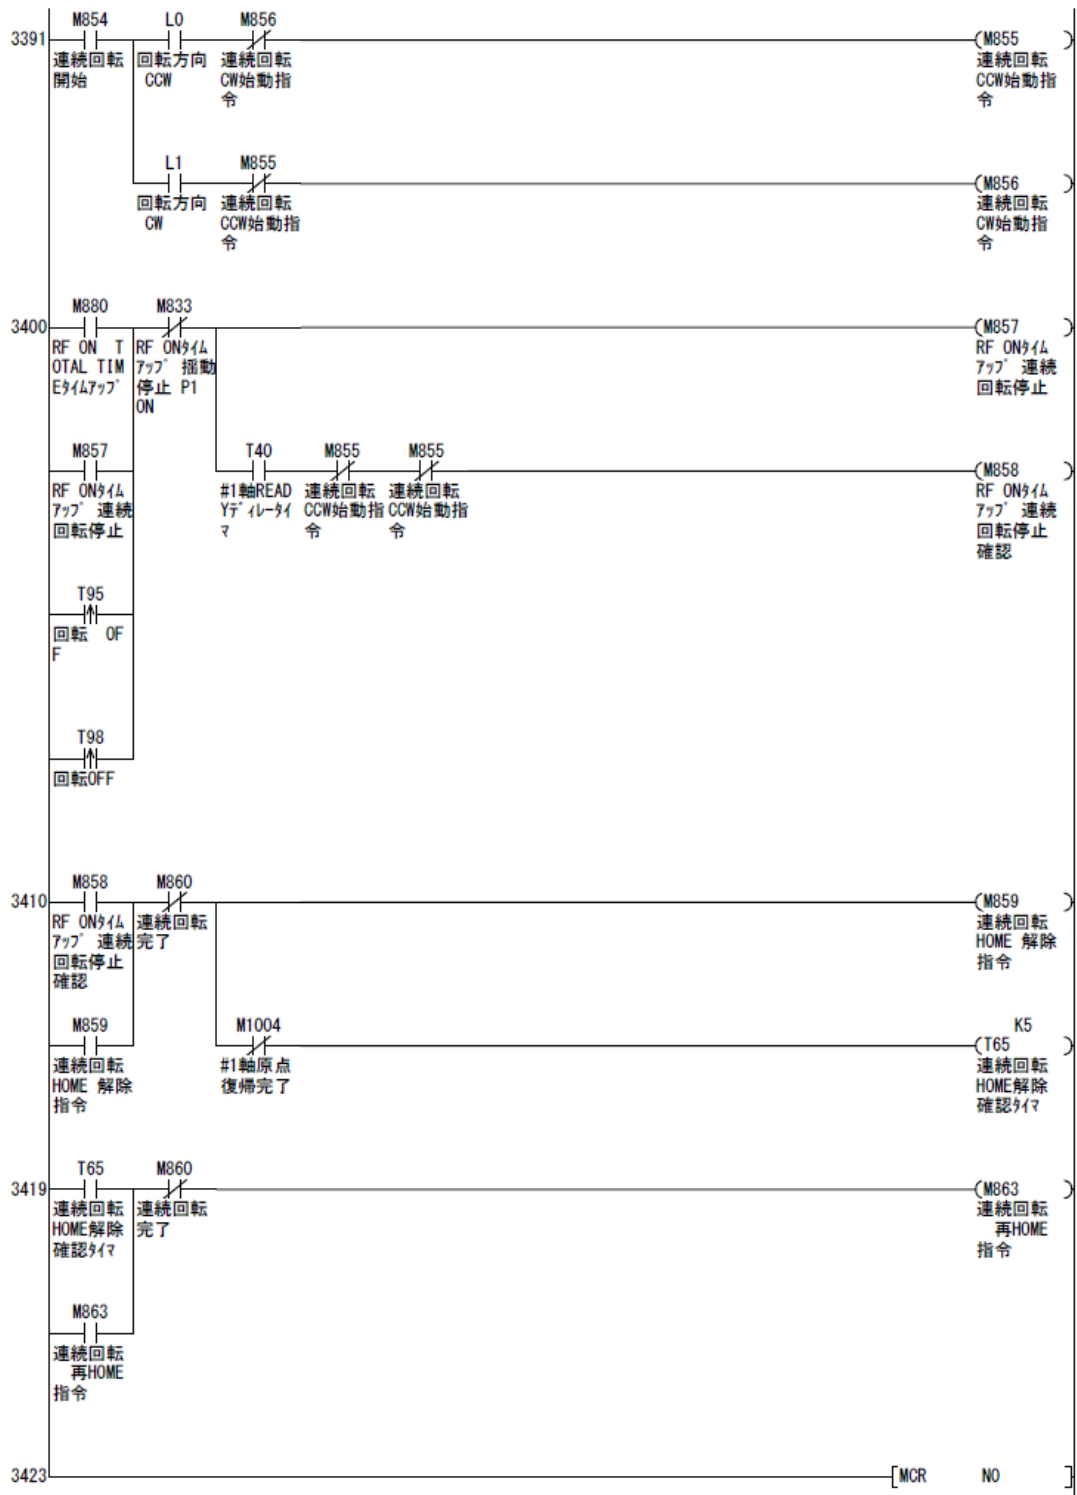 M854 L0 M856
3391 (M855 )
連続回転 回転方向 連続回転 連続回転
開始 CCW CW始動指 CCW始動指
令 令
L1 M855
(M856 )
回転方向 連続回転 連続回転
CW CCW始動指 CW始動指
令 令
M880 M833
3400 (M857 )
RF ON T RF ONタイム RF ONタイム
OTAL TIM アップ 揺動 アップ 連続
Eタイムアップ 停止 P1 回転停止
ON
M857 T40 M855 M855
(M858 )
RF ONタイム #1軸READ 連続回転 連続回転 RF ONタイム
アップ 連続 Yディレータイ CCW始動指 CCW始動指 アップ 連続
回転停止 マ 令 令 回転停止
確認
T95
回転 OF
F
T98
回転OFF
M858 M860
3410 (M859 )
RF ONタイム 連続回転 連続回転
アップ 連続 完了 HOME 解除
回転停止 指令
確認
M859 M1004 K5
(T65 )
連続回転 #1軸原点 連続回転
HOME 解除 復帰完了 HOME解除
指令 確認タイマ
T65 M860
3419 (M863 )
連続回転 連続回転 連続回転
HOME解除 完了 再HOME
確認タイマ 指令
M863
連続回転
再HOME
指令
3423 [MCR N0 ]